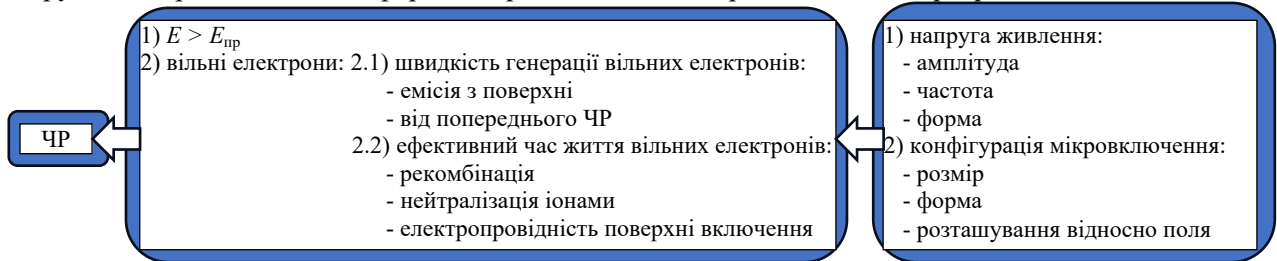 ЧР
1) E > Eпр
2) вільні електрони: 2.1) швидкість генерації вільних електронів:
- емісія з поверхні
- від попереднього ЧР
2.2) ефективний час життя вільних електронів:
- рекомбінація
- нейтралізація іонами
- електропровідність поверхні включення
1) напруга живлення:
- амплітуда
- частота
- форма
2) конфігурація мікровключення:
- розмір
- форма
- розташування відносно поля